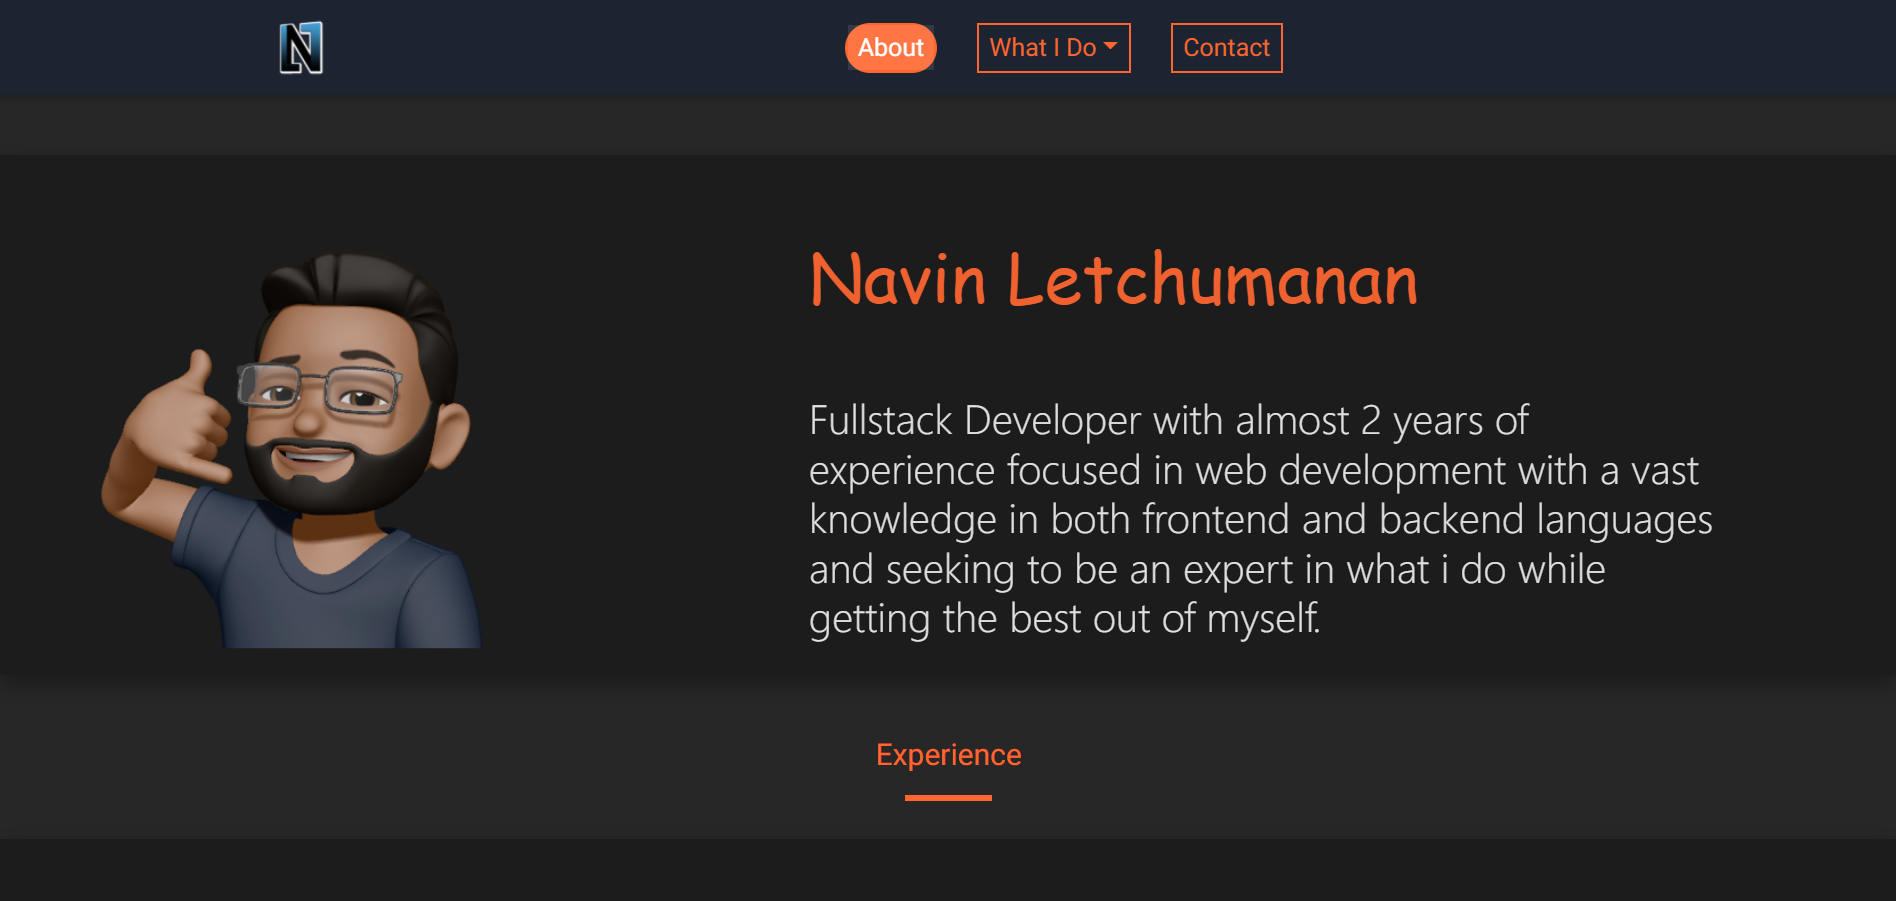 N
About
What I Do
Contact
Navin Letchumanan
Fullstack Developer with almost 2 years of
experience focused in web development with a vast
knowledge in both frontend and backend languages
and seeking to be an expert in what i do while
getting the best out of myself.
Experience